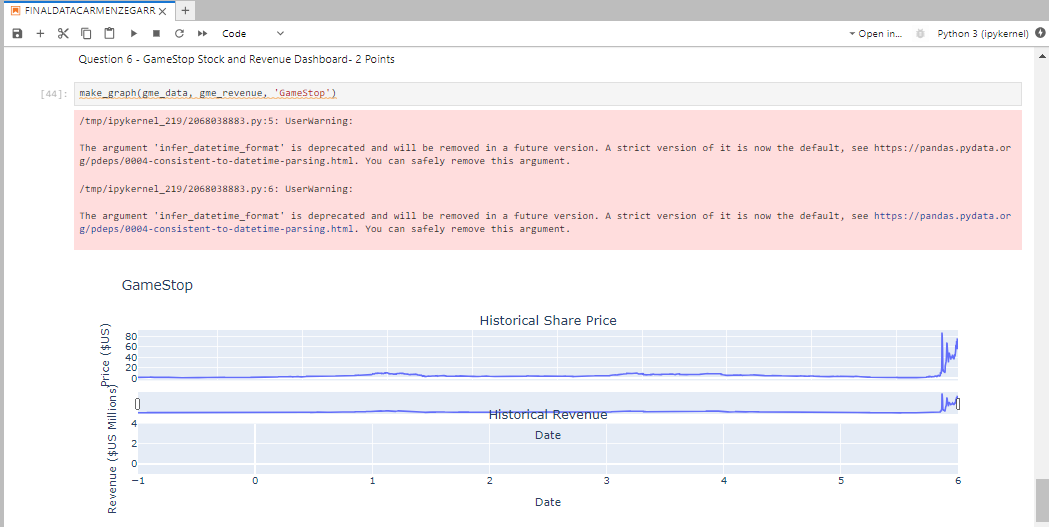 FINALDATACARMENZEGARR
Code
Open in...
Python 3 (ipykernel)
Question 6 - GameStop Stock and Revenue Dashboard- 2 Points
[44]:
make_graph(gme_data, gme_revenue, 'GameStop')
/tmp/ipykernel_219/2068038883.py:5: UserWarning:
The argument 'infer_datetime_format' is deprecated and will be removed in a future version. A strict version of it is now the default, see https://pandas.pydata.or
g/pdeps/0004-consistent-to-datetime-parsing.html. You can safely remove this argument.
/tmp/ipykernel_219/2068038883.py:6: UserWarning:
The argument 'infer_datetime_format' is deprecated and will be removed in a future version. A strict version of it is now the default, see https://pandas.pydata.or
g/pdeps/0004-consistent-to-datetime-parsing.html. You can safely remove this argument.
GameStop
Historical Share Price
Price ($US)
80
60
40
20
0
Historical Revenue
Date
Revenue ($US Millions)
4
2
0
−1 0 1 2 3 4 5 6
Date